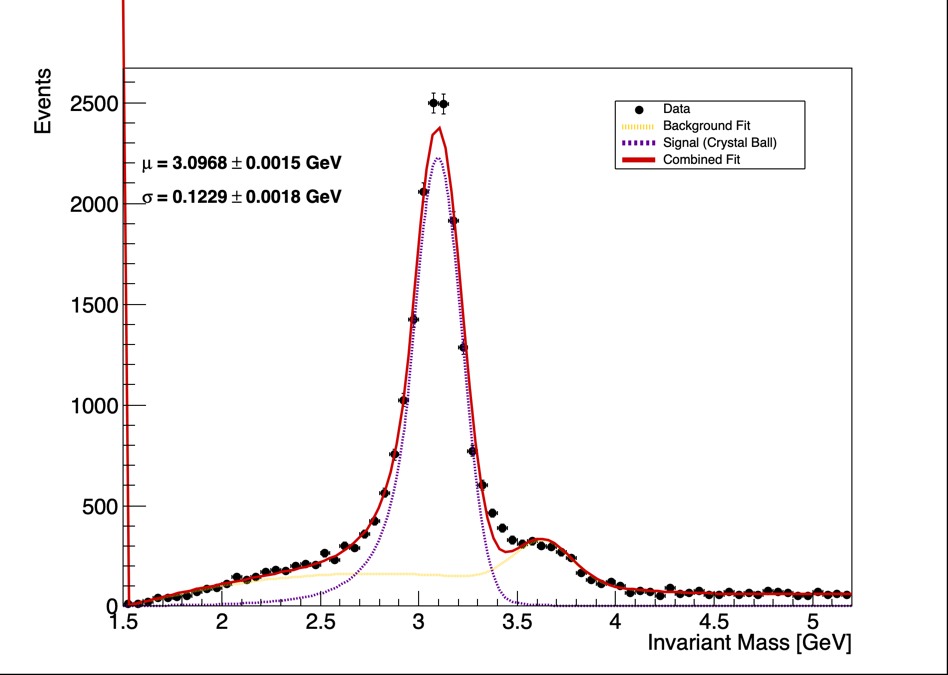 Events
2500
2000
1500
1000
500
0
μ = 3.0968 ± 0.0015 GeV
σ = 0.1229 ± 0.0018 GeV
Data
Background Fit
Signal (Crystal Ball)
Combined Fit
1.5 2 2.5 3 3.5 4 4.5 5
Invariant Mass [GeV]